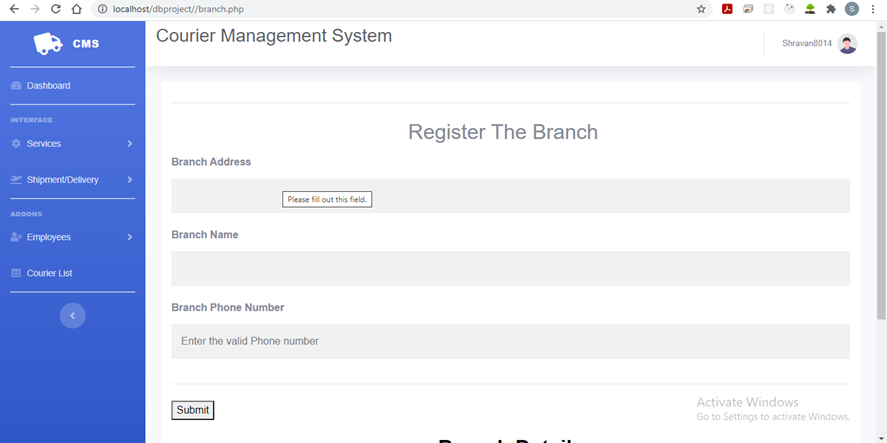 localhost/dbproject//branch.php
S
CMS
Courier Management System
Shravan8014
Dashboard
INTERFACE
Services
Shipment/Delivery
ADDONS
Employees
Courier List
Register The Branch
Branch Address
Please fill out this field.
Branch Name
Branch Phone Number
Enter the valid Phone number
Submit
Activate Windows
Go to Settings to activate Windows.